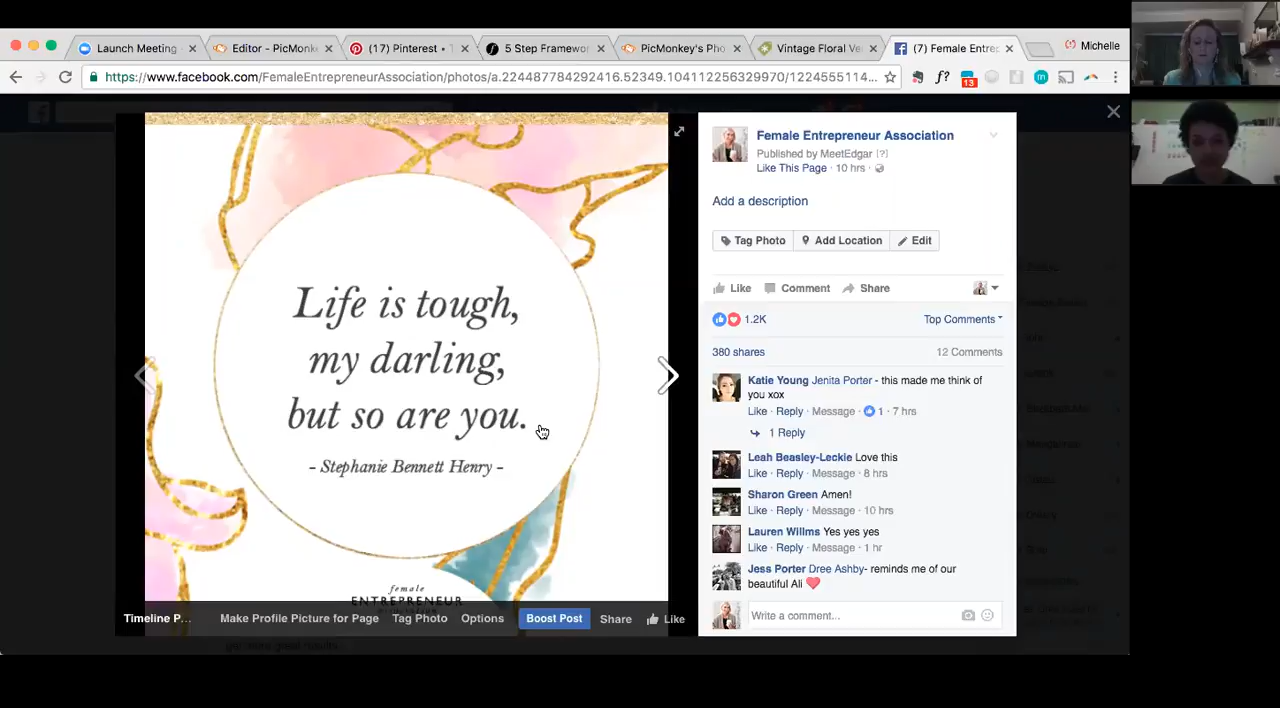 Launch Meeting
Editor - PicMonke
(17) Pinterest •
5 Step Framewo
PicMonkey's Pho
Vintage Floral Ve
(7) Female Entre
Michelle
https://www.facebook.com/FemaleEntrepreneurAssociation/photos/a.224487784292416.52349.104112256329970/1224555114...
f?
13
m
Life is tough,
my darling,
but so are you.
- Stephanie Bennett Henry -
female
ENTREPRENEUR
Timeline P...
Make Profile Picture for Page
Tag Photo
Options
Boost Post
Share
Like
Female Entrepreneur Association
Published by MeetEdgar [?]
Like This Page · 10 hrs ·
Add a description
Tag Photo
Add Location
Edit
Like
Comment
Share
1.2K
Top Comments
380 shares
12 Comments
Katie Young Jenita Porter - this made me think of
you xox
Like · Reply · Message · 1 · 7 hrs
1 Reply
Leah Beasley-Leckie Love this
Like · Reply · Message · 8 hrs
Sharon Green Amen!
Like · Reply · Message · 10 hrs
Lauren Willms Yes yes yes
Like · Reply · Message · 1 hr
Jess Porter Dree Ashby- reminds me of our
beautiful Ali
Write a comment...